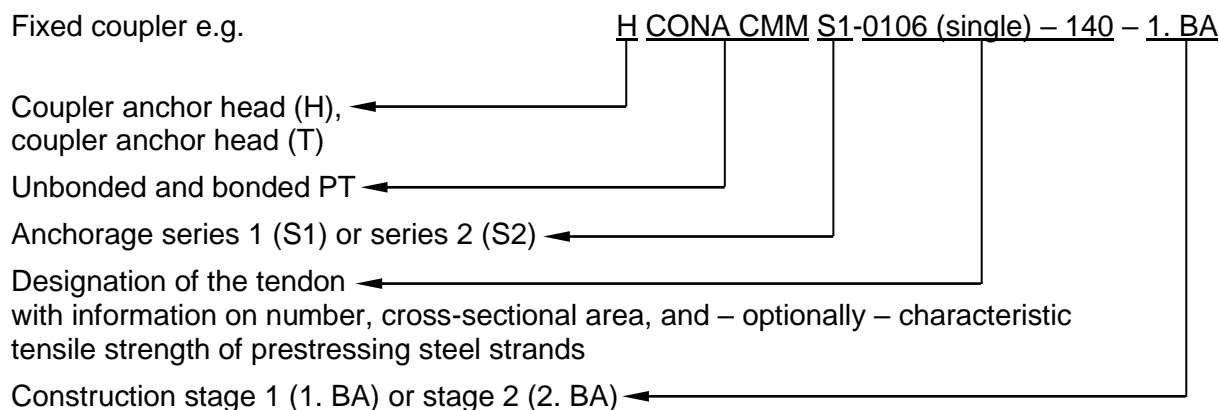 Fixed coupler e.g. H CONA CMM S1-0106 (single) – 140 – 1. BA
Coupler anchor head (H),
coupler anchor head (T)
Unbonded and bonded PT
Anchorage series 1 (S1) or series 2 (S2)
Designation of the tendon
with information on number, cross-sectional area, and – optionally – characteristic
tensile strength of prestressing steel strands
Construction stage 1 (1. BA) or stage 2 (2. BA)